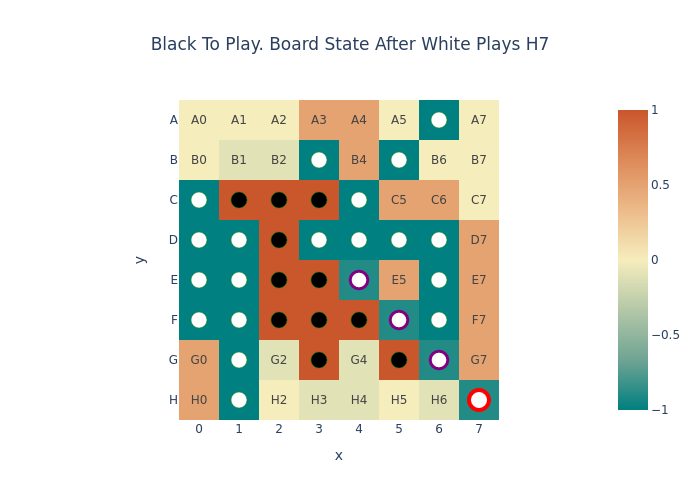 Black To Play. Board State After White Plays H7
A A0 A1 A2 A3 A4 A5 A7
B B0 B1 B2 B4 B6 B7
C C5 C6 C7
D D7
E E5 E7
F F7
G G0 G2 G4 G7
H H0 H2 H3 H4 H5 H6
0 1 2 3 4 5 6 7
x
y
1
0.5
0
−0.5
−1